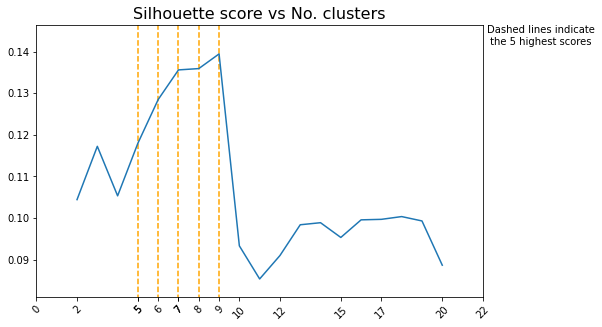 Silhouette score vs No. clusters
Dashed lines indicate
the 5 highest scores
0.14
0.13
0.12
0.11
0.10
0.09
0 2 5 6 7 8 9 10 12 15 17 20 22